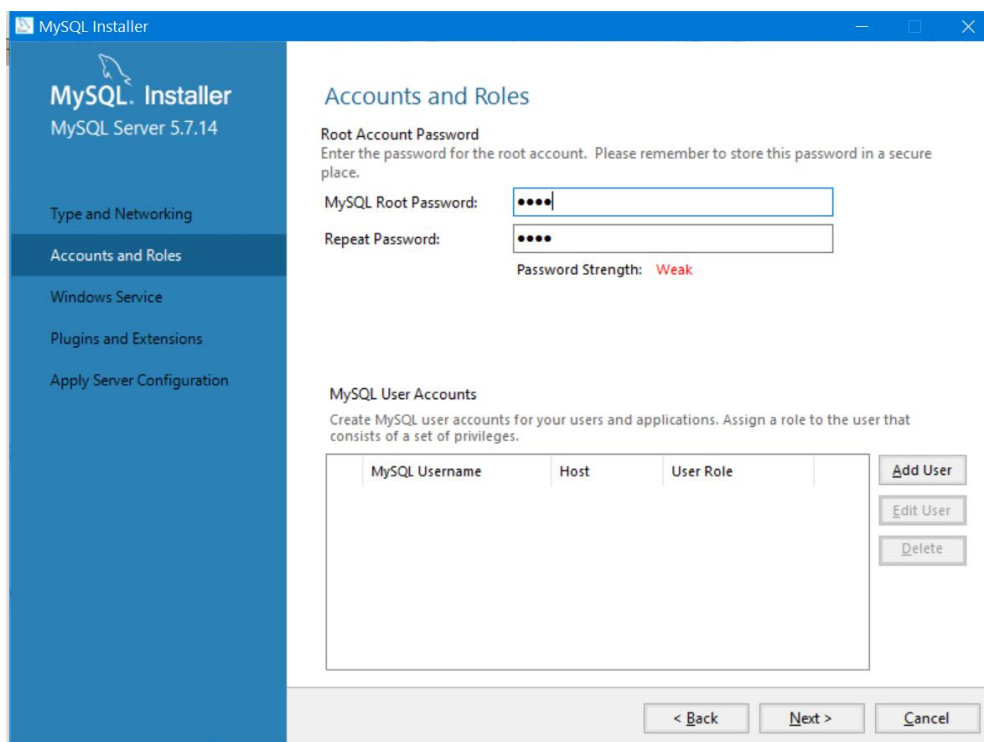 MySQL Installer
MySQL. Installer
MySQL Server 5.7.14
Type and Networking
Accounts and Roles
Windows Service
Plugins and Extensions
Apply Server Configuration
Accounts and Roles
Root Account Password
Enter the password for the root account. Please remember to store this password in a secure
place.
MySQL Root Password: ••••
Repeat Password: ••••
Password Strength: Weak
MySQL User Accounts
Create MySQL user accounts for your users and applications. Assign a role to the user that
consists of a set of privileges.
MySQL Username Host User Role
Add User
Edit User
Delete
< Back Next > Cancel